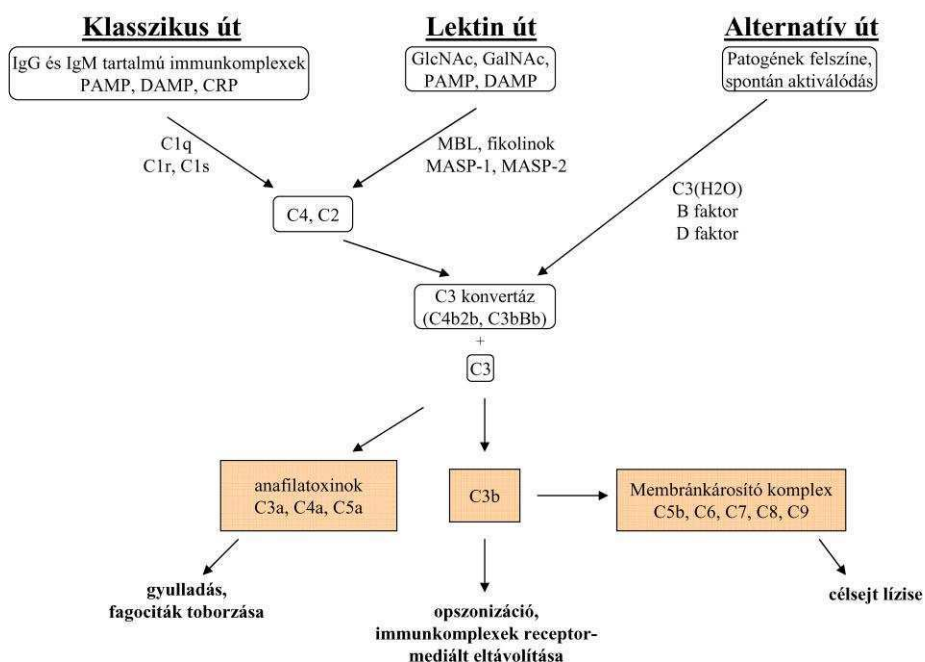 Klasszikus út
IgG és IgM tartalmú immunkomplexek
PAMP, DAMP, CRP
Lektin út
GlcNAc, GalNAc,
PAMP, DAMP
Alternatív út
Patogének felszíne,
spontán aktiválódás
C1q
C1r, C1s
MBL, fikolinok
MASP-1, MASP-2
C3(H2O)
B faktor
D faktor
C4, C2
C3 konvertáz
(C4b2b, C3bBb)
+
C3
anafilatoxinok
C3a, C4a, C5a
C3b
Membránkárosító komplex
C5b, C6, C7, C8, C9
gyulladás,
fagociták toborzása
opszonizáció,
immunkomplexek receptor-
mediált eltávolítása
célsejt lízise